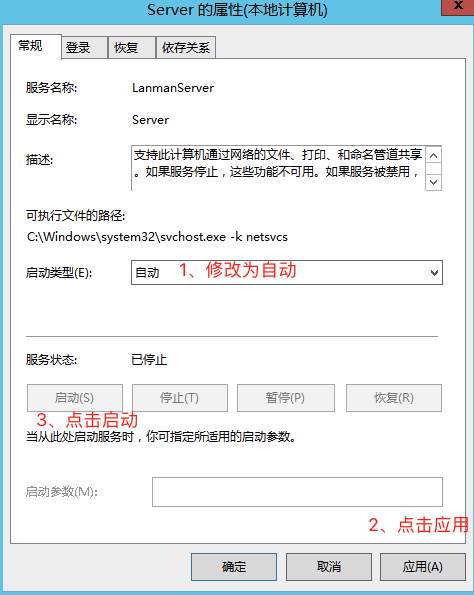 Server 的属性(本地计算机)
x
常规 登录 恢复 依存关系
服务名称: LanmanServer
显示名称: Server
描述: 支持此计算机通过网络的文件、打印、和命名管道共享
。如果服务停止，这些功能不可用。如果服务被禁用，
可执行文件的路径:
C:\Windows\system32\svchost.exe -k netsvcs
启动类型(E): 自动 1、修改为自动
服务状态: 已停止
启动(S) 停止(T) 暂停(P) 恢复(R)
3、点击启动
当从此处启动服务时，你可指定所适用的启动参数。
启动参数(M):
2、点击应用
确定 取消 应用(A)